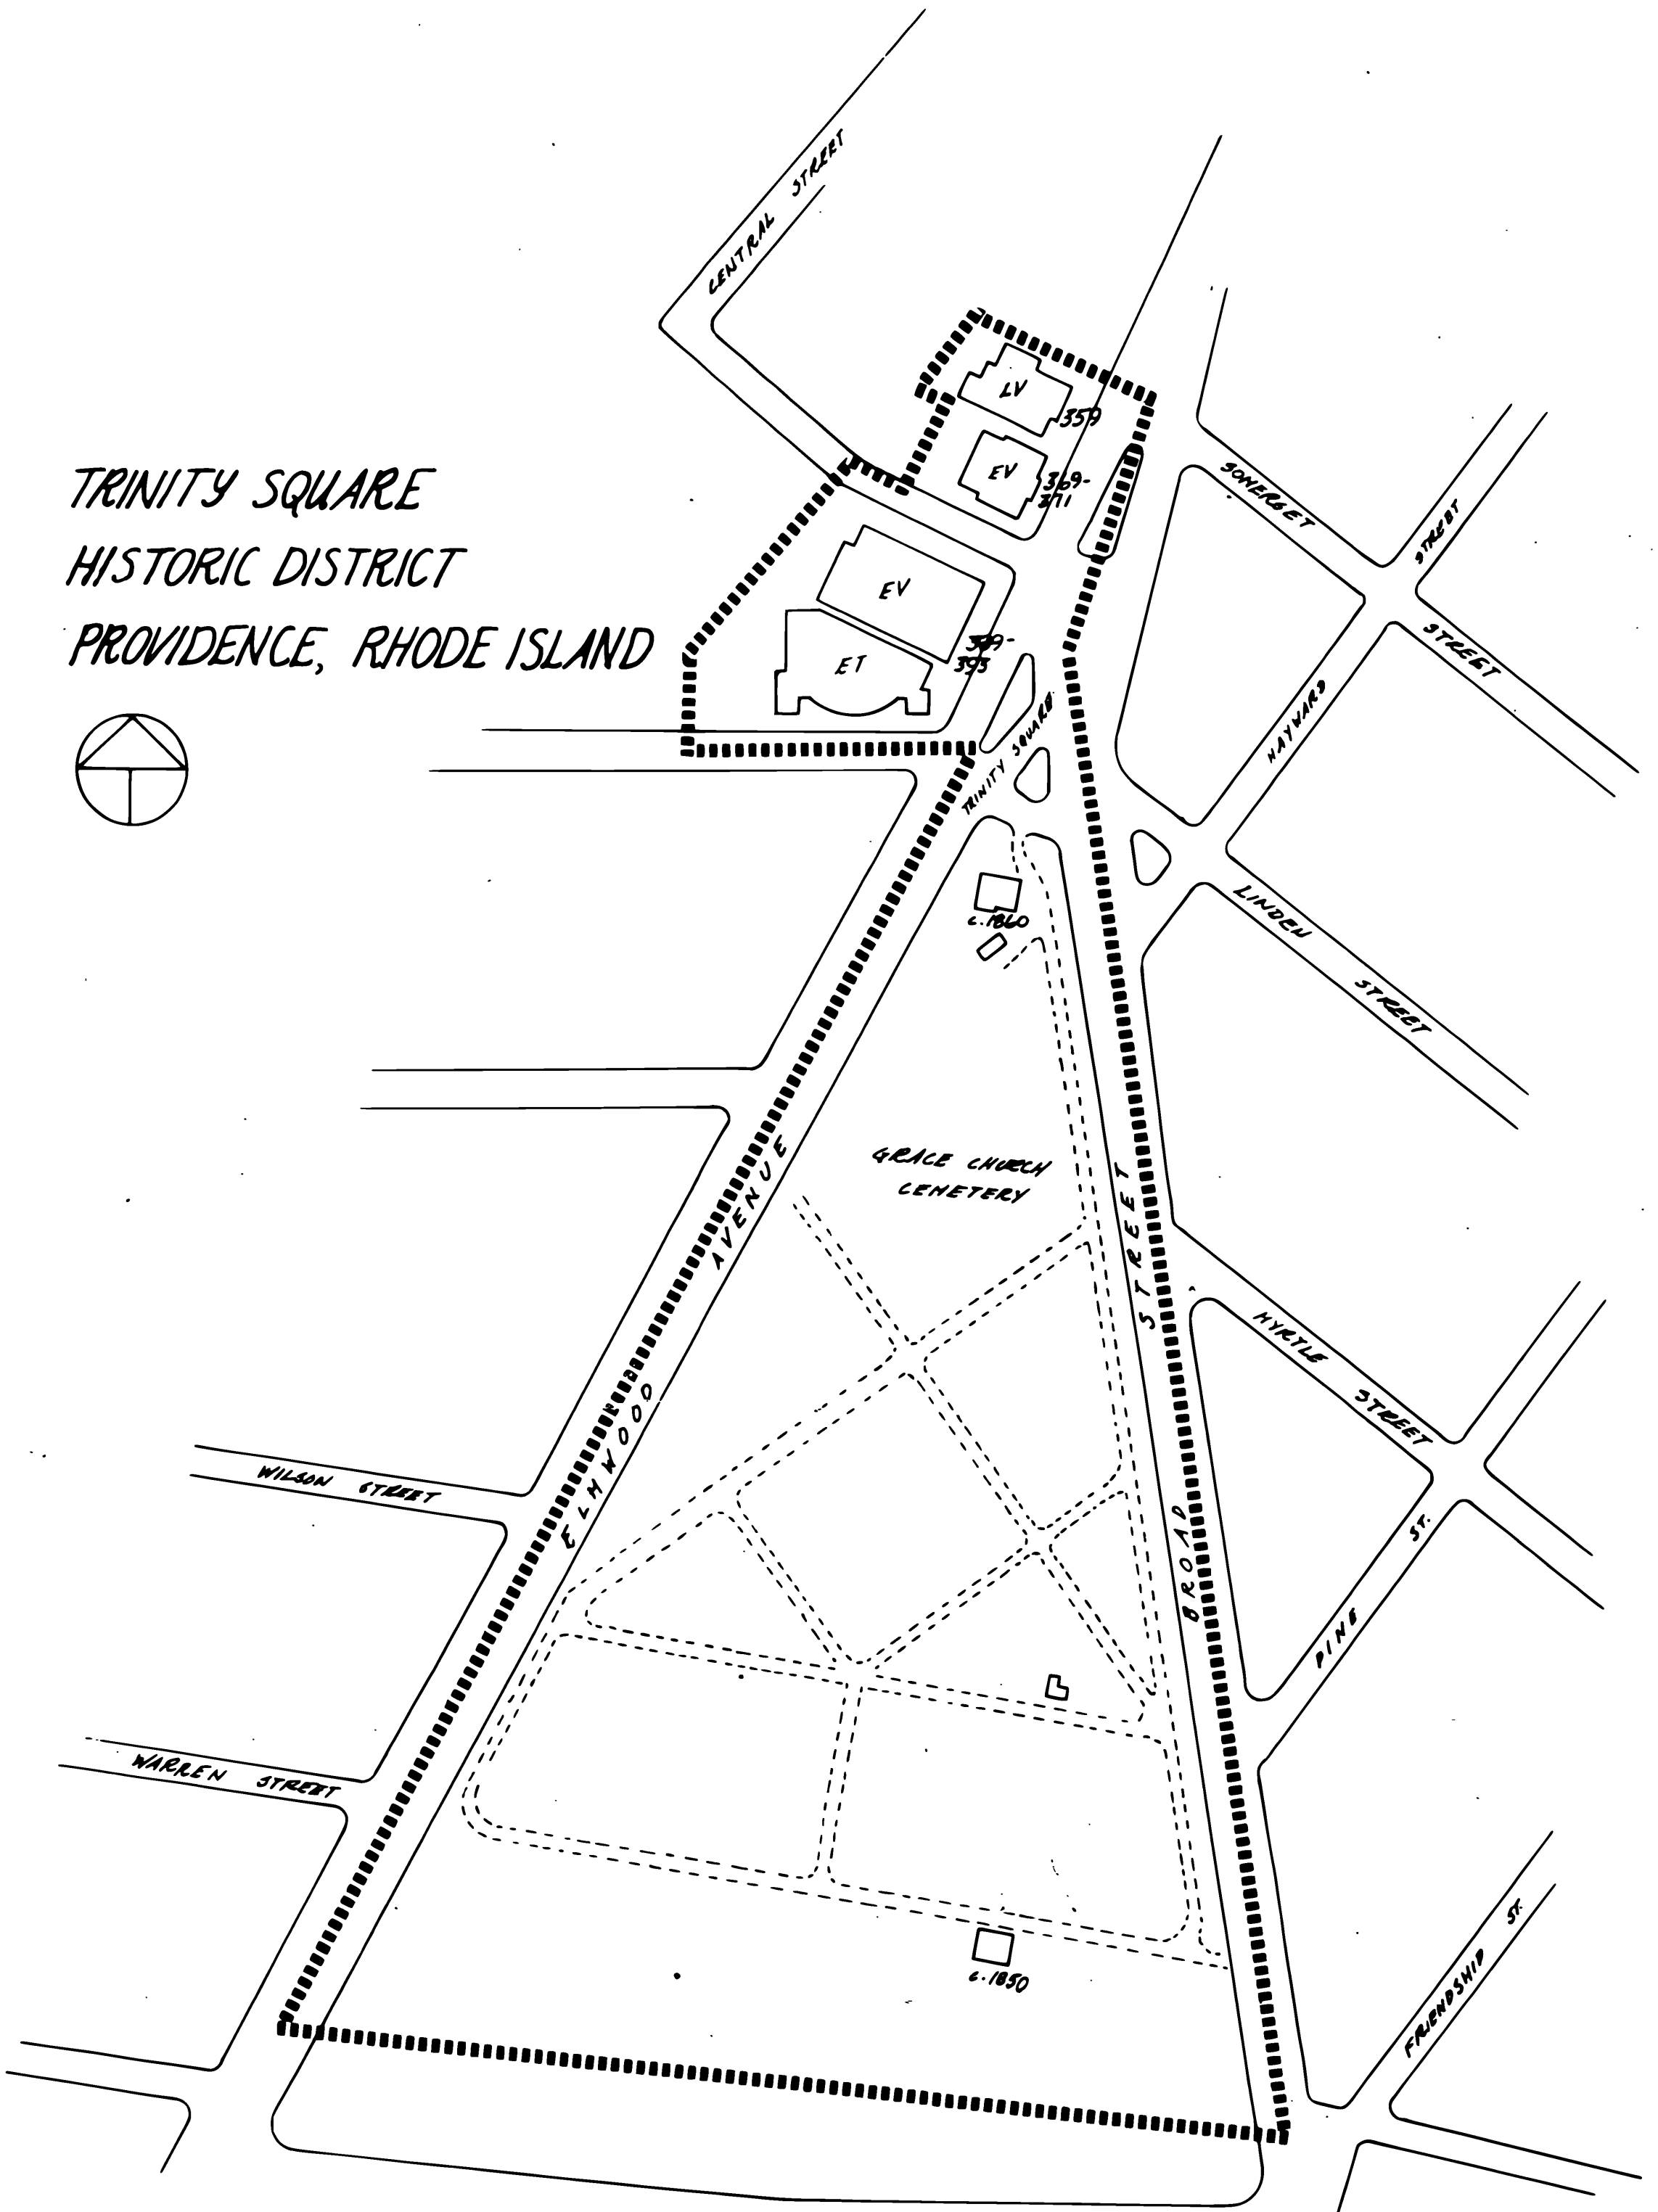 CENTRAL STREET
LV
359
EV
369-
371
TRINITY SQUARE
HISTORIC DISTRICT
PROVIDENCE, RHODE ISLAND
SOMERSET STREET
STREET
HAYWARD
EV
389-
393
ET
TRINITY SQUARE
c.1860
LINDEN STREET
GRACE CHURCH
CEMETERY
ELMWOOD AVENUE
BROAD STREET
MYRTLE STREET
WILSON STREET
PINE ST.
WARREN STREET
FRIENDSHIP ST.
c.1850